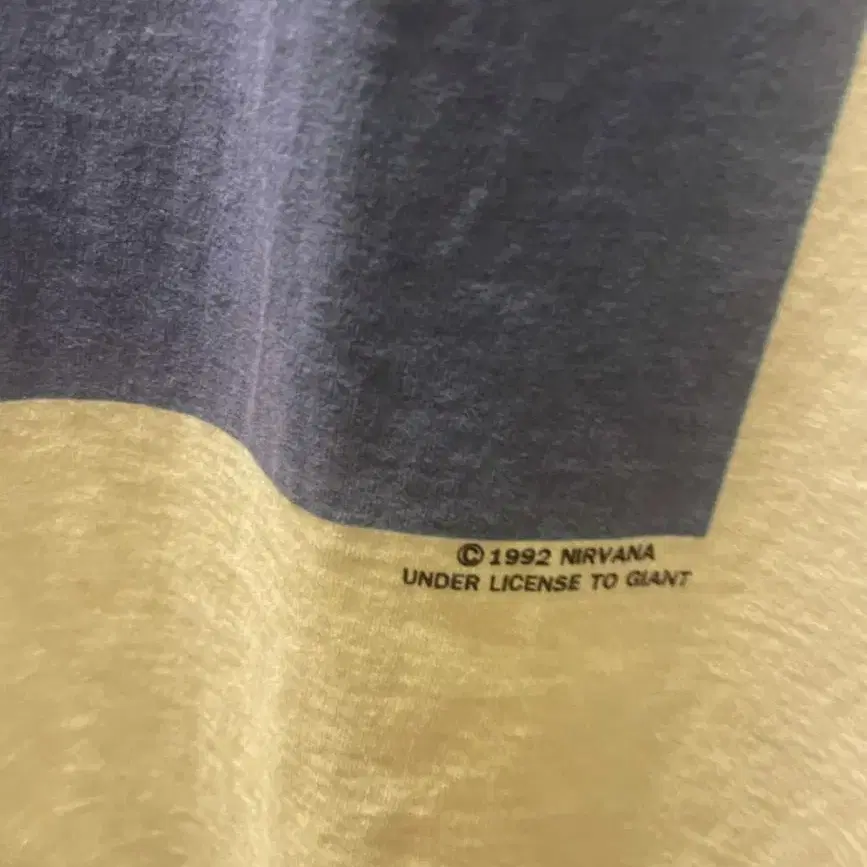 © 1992 NIRVANA
UNDER LICENSE TO GIANT